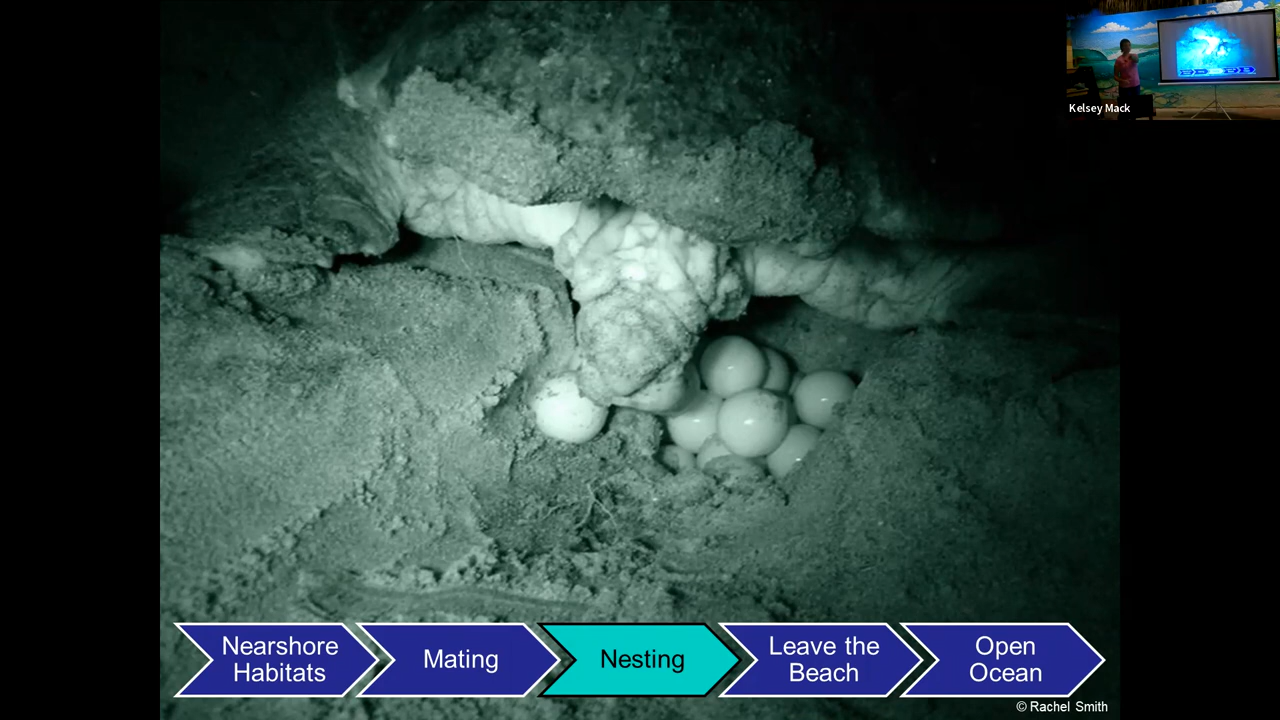 Kelsey Mack
Nearshore
Habitats
Mating
Nesting
Leave the
Beach
Open
Ocean
© Rachel Smith